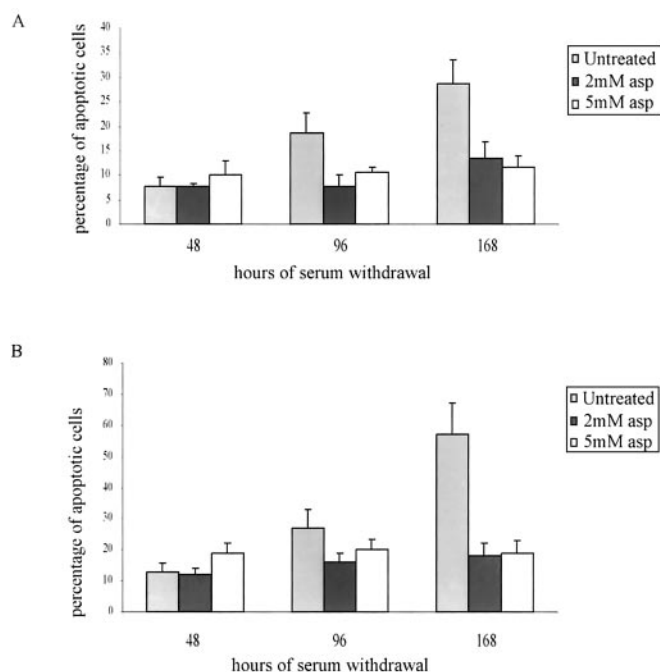 A
percentage of apoptotic cells
40
35
30
25
20
15
10
5
0
48 96 168
hours of serum withdrawal
Untreated
2mM asp
5mM asp
B
percentage of apoptotic cells
80
70
60
50
40
30
20
10
0
48 96 168
hours of serum withdrawal
Untreated
2mM asp
5mM asp